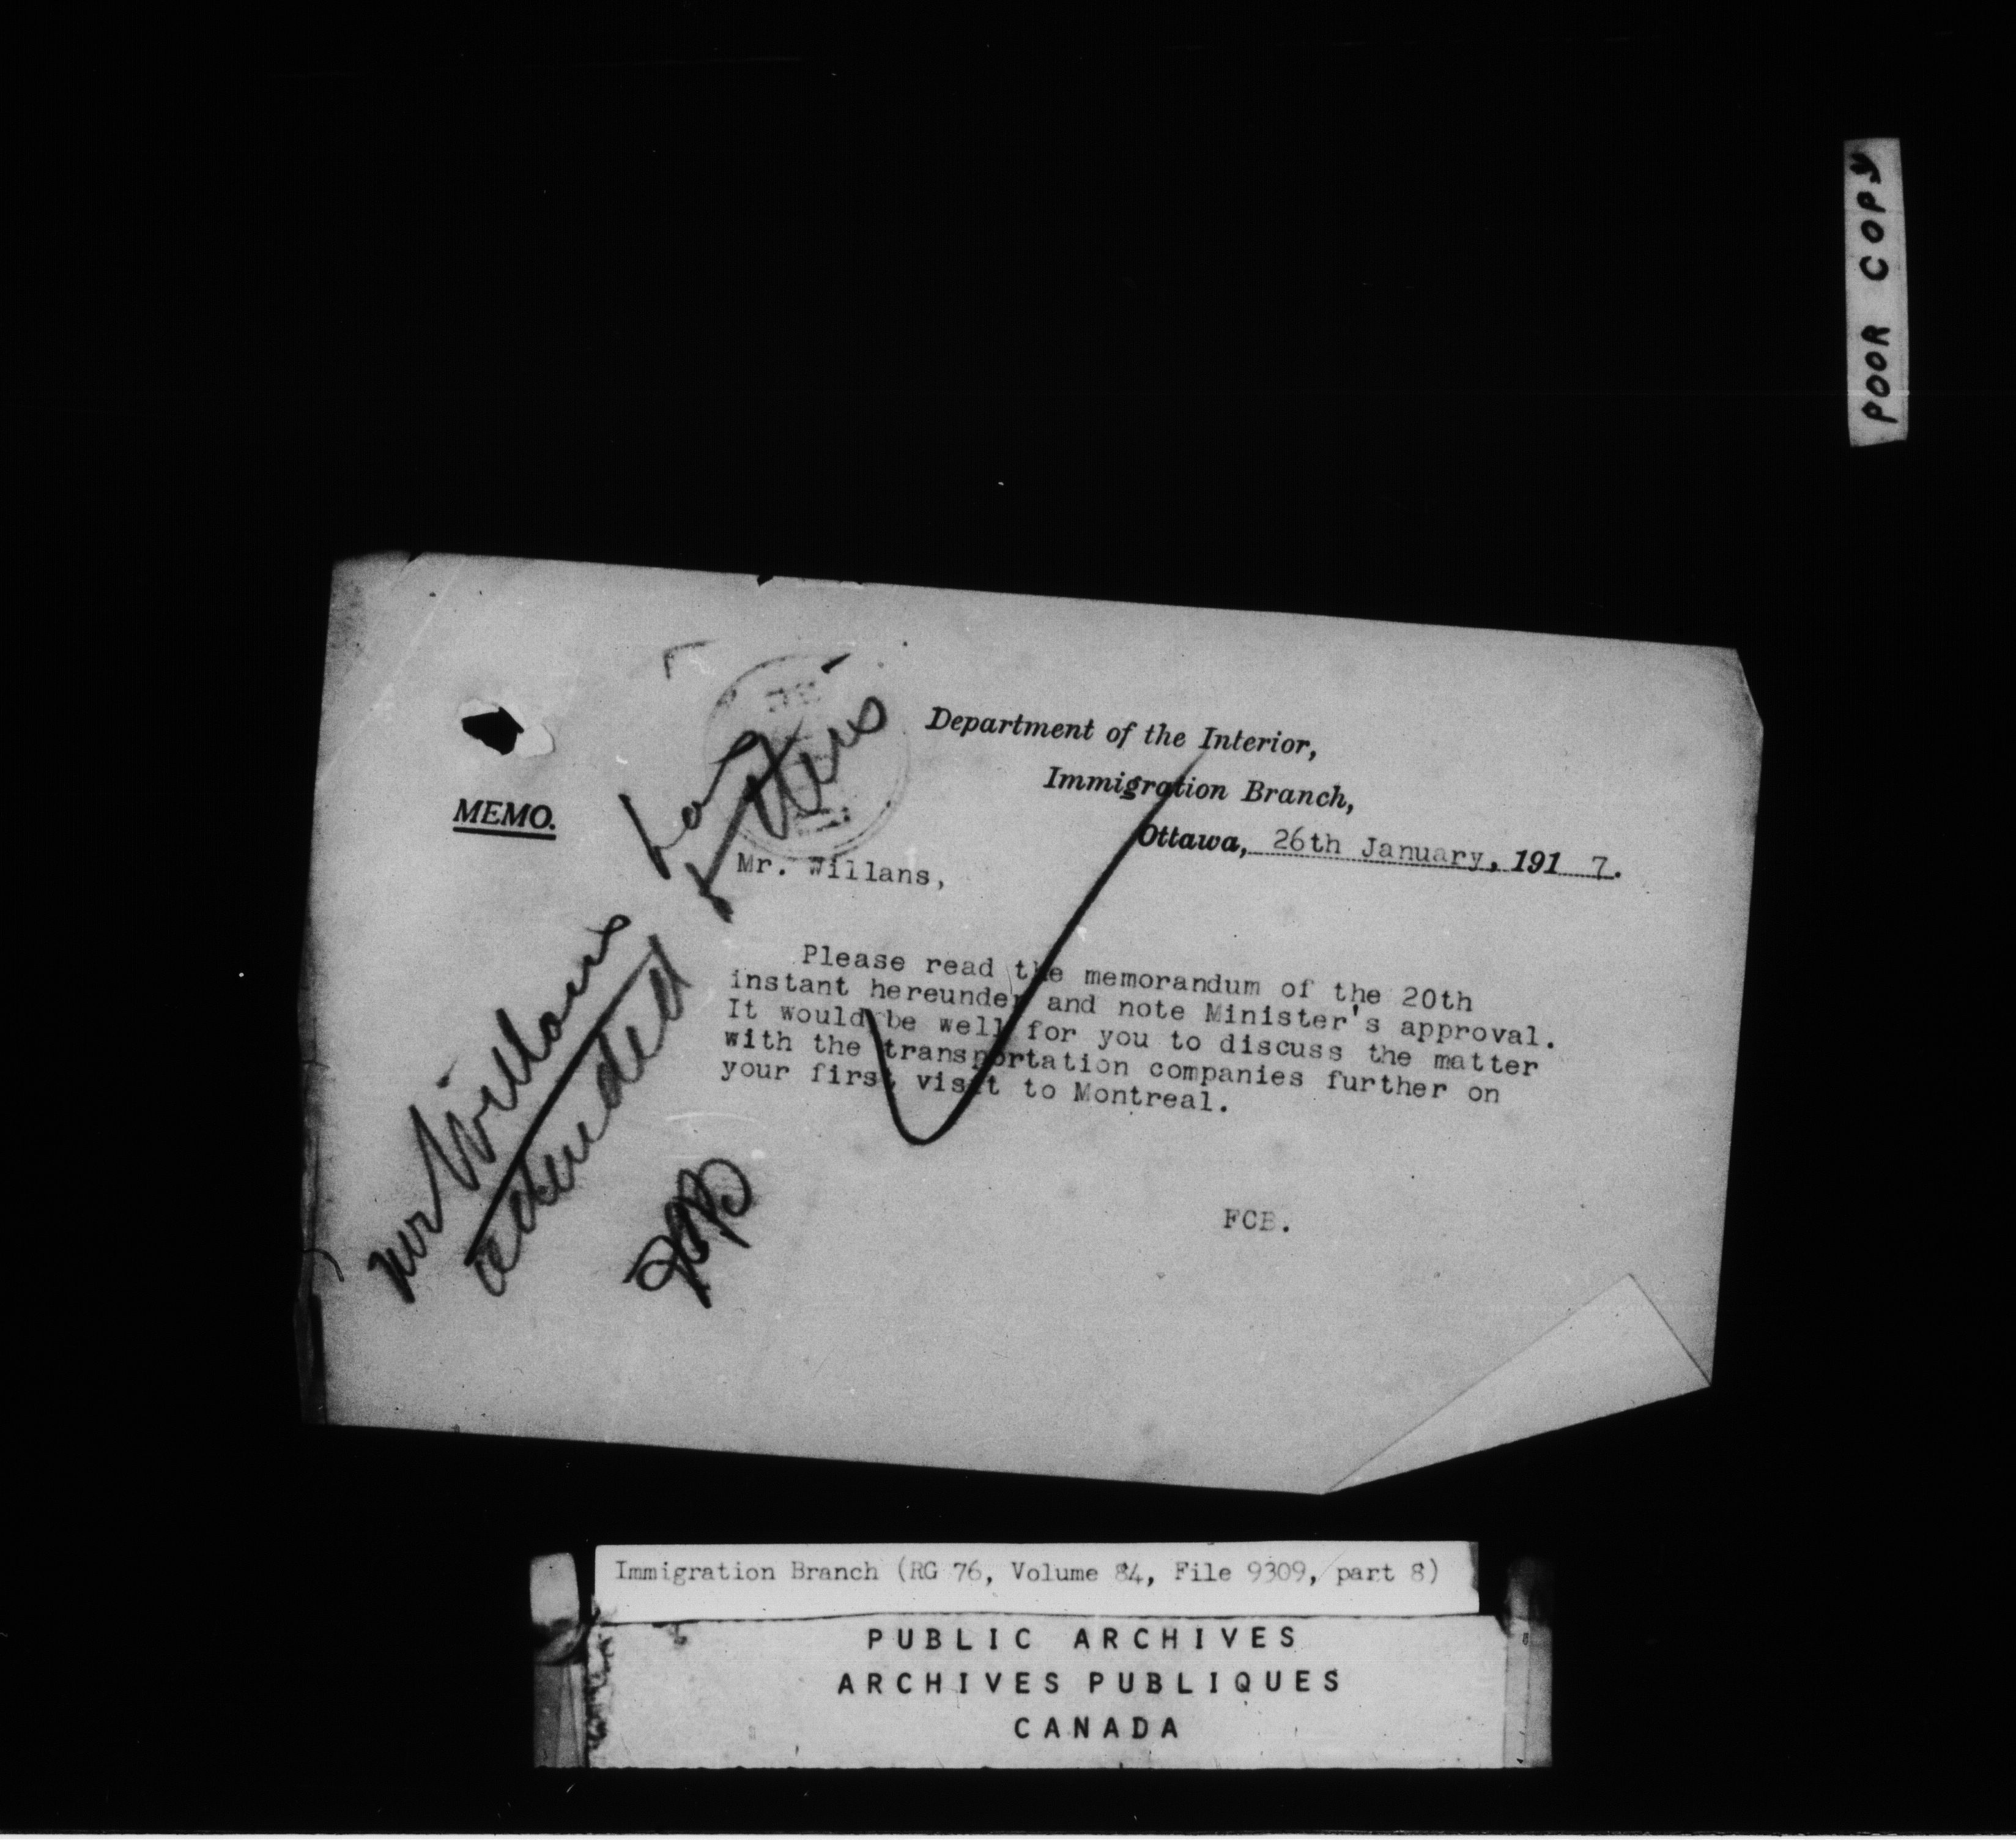 POOR COPY
Department of the Interior,
Immigration Branch,
MEMO.
Ottawa, 26th January, 1917.
Mr. Willans,
Please read the memorandum of the 20th
instant hereunder and note Minister's approval.
It would be well for you to discuss the matter
with the transportation companies further on
your first visit to Montreal.
FCB.
Mr Willans
attended
Immigration Branch (RG 76, Volume 84, File 9309, part 8)
PUBLIC ARCHIVES
ARCHIVES PUBLIQUES
CANADA